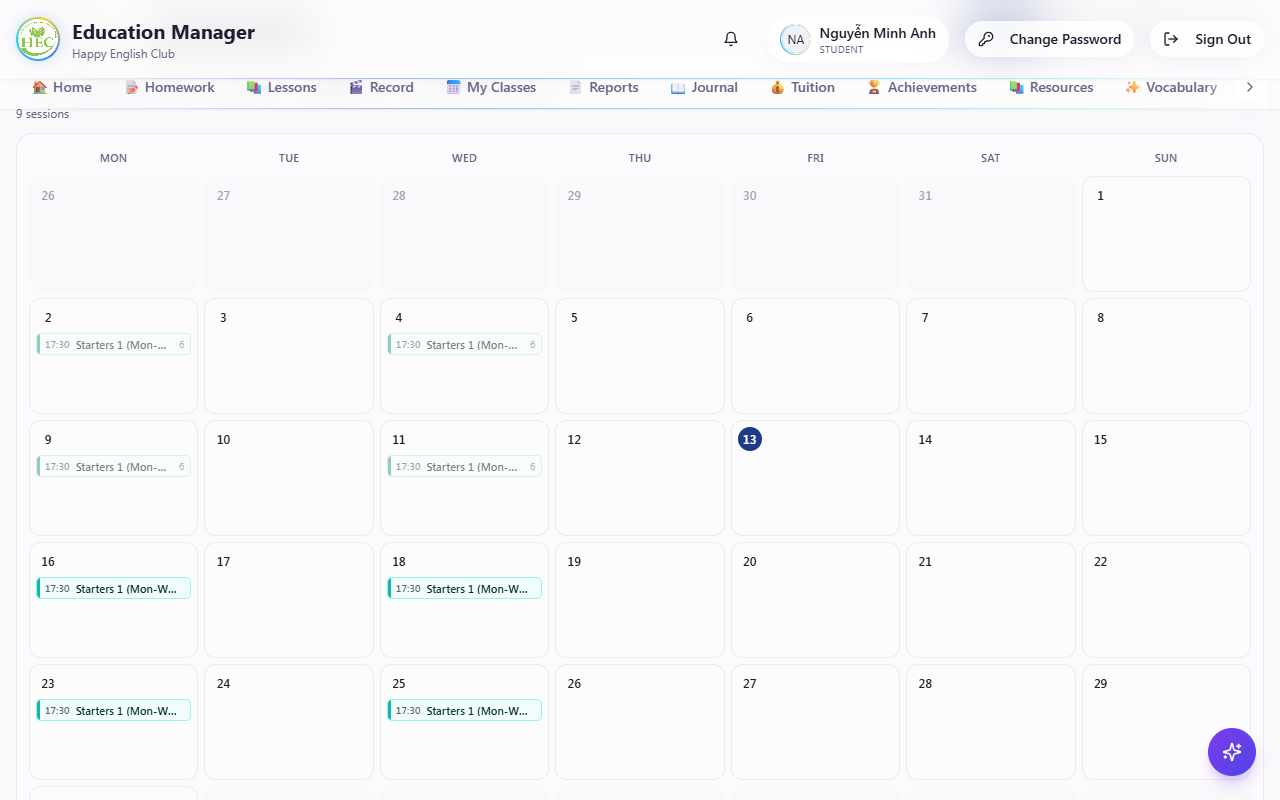 HEC
Education Manager
Happy English Club
NA
Nguyễn Minh Anh
STUDENT
Change Password
Sign Out
Home
Homework
Lessons
Record
My Classes
Reports
Journal
Tuition
Achievements
Resources
Vocabulary
9 sessions
MON TUE WED THU FRI SAT SUN
26 27 28 29 30 31 1
2 3 4 5 6 7 8
17:30 Starters 1 (Mon-... 6
17:30 Starters 1 (Mon-... 6
9 10 11 12 13 14 15
17:30 Starters 1 (Mon-... 6
17:30 Starters 1 (Mon-... 6
16 17 18 19 20 21 22
17:30 Starters 1 (Mon-W...
17:30 Starters 1 (Mon-W...
23 24 25 26 27 28 29
17:30 Starters 1 (Mon-W...
17:30 Starters 1 (Mon-W...